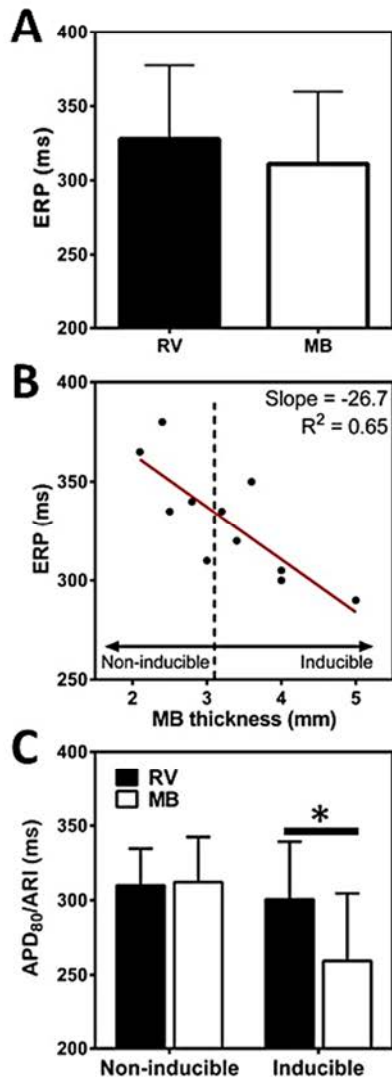 A
400
350
300
250
200
ERP (ms)
RV MB
B
400
350
300
250
ERP (ms)
Slope = -26.7
R² = 0.65
Non-inducible Inducible
2 3 4 5
MB thickness (mm)
C
400
350
300
250
200
APD₈₀/ARI (ms)
RV
MB
*
Non-inducible Inducible